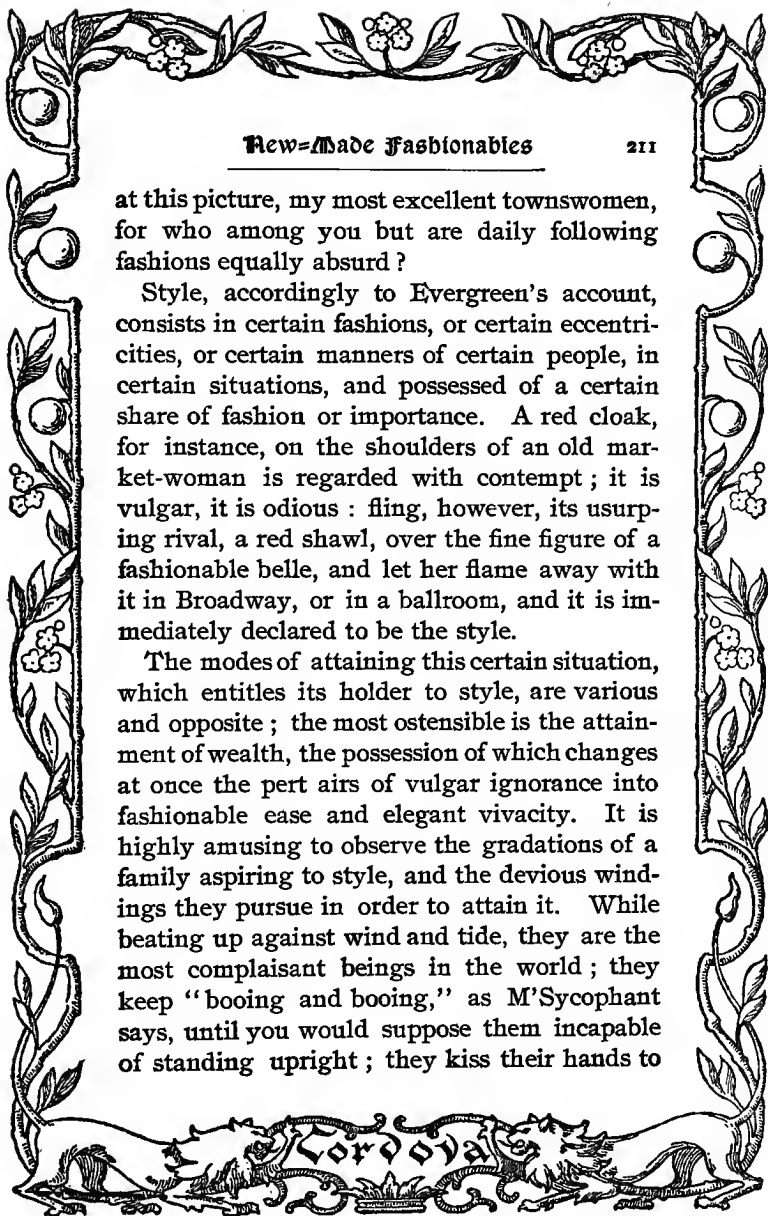 New=Made Fashionables 211
at this picture, my most excellent townswomen,
for who among you but are daily following
fashions equally absurd ?
Style, accordingly to Evergreen's account,
consists in certain fashions, or certain eccentri-
cities, or certain manners of certain people, in
certain situations, and possessed of a certain
share of fashion or importance. A red cloak,
for instance, on the shoulders of an old mar-
ket-woman is regarded with contempt ; it is
vulgar, it is odious : fling, however, its usurp-
ing rival, a red shawl, over the fine figure of a
fashionable belle, and let her flame away with
it in Broadway, or in a ballroom, and it is im-
mediately declared to be the style.
The modes of attaining this certain situation,
which entitles its holder to style, are various
and opposite ; the most ostensible is the attain-
ment of wealth, the possession of which changes
at once the pert airs of vulgar ignorance into
fashionable ease and elegant vivacity. It is
highly amusing to observe the gradations of a
family aspiring to style, and the devious wind-
ings they pursue in order to attain it. While
beating up against wind and tide, they are the
most complaisant beings in the world ; they
keep "booing and booing," as M'Sycophant
says, until you would suppose them incapable
of standing upright ; they kiss their hands to
Cordova